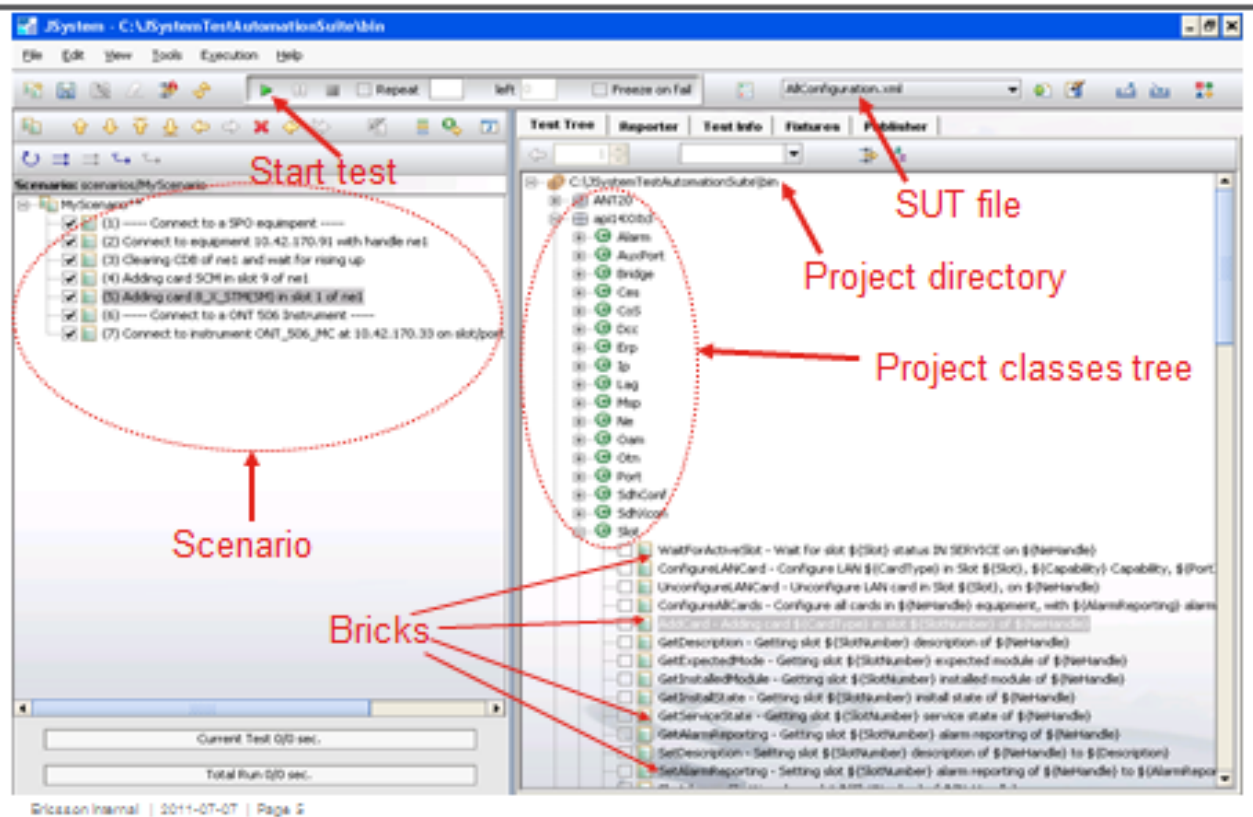 JSystem - C:\JSystemTestAutomationSuite\bin
File Edit View Tools Execution Help
Repeat left 0 Freeze on fail AllConfiguration.xml
Test Tree Reporter Test Info Fixtures Publisher
1
Start test
SUT file
Project directory
Project classes tree
Scenario
Bricks
Scenario: scenarios/MyScenario
MyScenario
(1) ----- Connect to a SPO equimpent -----
(2) Connect to equipment 10.42.170.91 with handle ne1
(3) Clearing CDB of ne1 and wait for rising up
(4) Adding card SCM in slot 9 of ne1
(5) Adding card 8_X_STM(SM) in slot 1 of ne1
(6) ----- Connect to a ONT 506 Instrument -----
(7) Connect to instrument ONT_506_MC at 10.42.170.33 on slot/port
C:\JSystemTestAutomationSuite\bin
ANT20
Alarm
AuxPort
Bridge
Ces
CoS
Dcc
Erp
Ip
Lag
Msp
Ne
Oam
Otn
Port
SdhConf
SdhXcon
Slot
WaitForActiveSlot - Wait for slot ${Slot} status IN SERVICE on ${NeHandle}
ConfigureLANCard - Configure LAN ${CardType} in Slot ${Slot}, ${Capability} Capability, ${Port
UnconfigureLANCard - Unconfigure LAN card in Slot ${Slot}, on ${NeHandle}
ConfigureAllCards - Configure all cards in ${NeHandle} equipment, with ${AlarmReporting} alarm
AddCard - Adding card ${CardType} in slot ${SlotNumber} of ${NeHandle}
GetDescription - Getting slot ${SlotNumber} description of ${NeHandle}
GetExpectedMode - Getting slot ${SlotNumber} expected module of ${NeHandle}
GetInstalledModule - Getting slot ${SlotNumber} installed module of ${NeHandle}
GetInstallState - Getting slot ${SlotNumber} install state of ${NeHandle}
GetServiceState - Getting slot ${SlotNumber} service state of ${NeHandle}
GetAlarmReporting - Getting slot ${SlotNumber} alarm reporting of ${NeHandle}
SetDescription - Setting slot ${SlotNumber} description of ${NeHandle} to ${Description}
SetAlarmReporting - Setting slot ${SlotNumber} alarm reporting of ${NeHandle} to ${AlarmRepor
Current Test 0/0 sec.
Total Run 0/0 sec.
Ericsson Internal | 2011-07-07 | Page 5